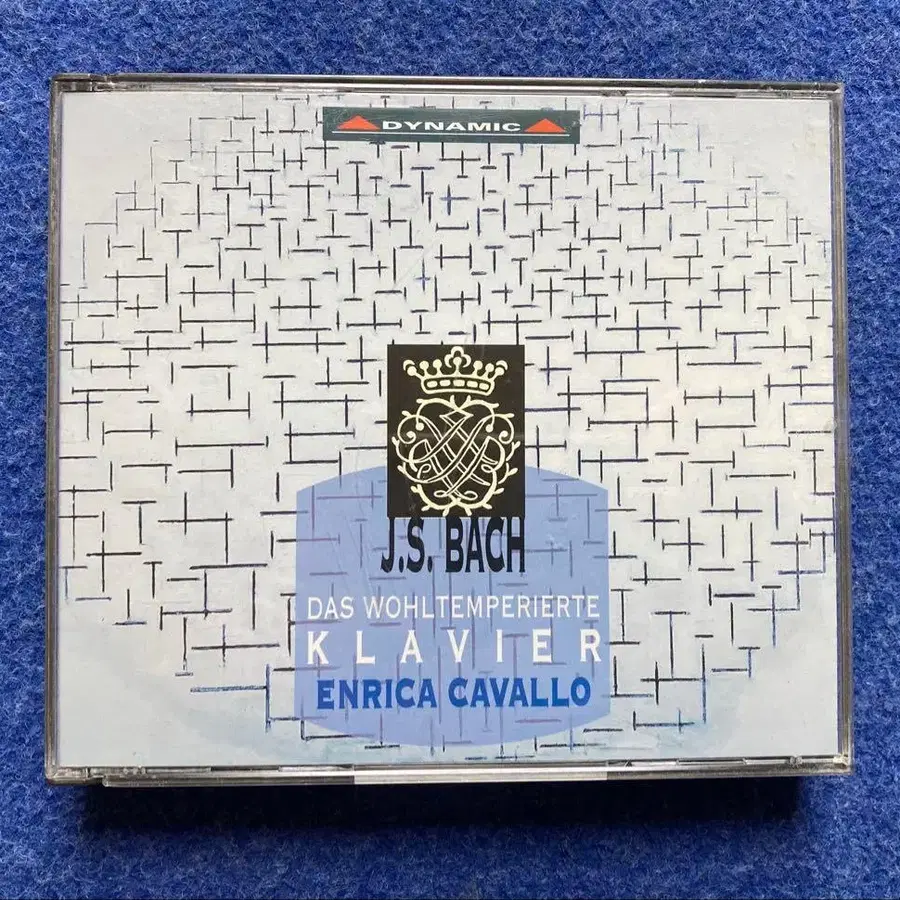 DYNAMIC
J.S. BACH
DAS WOHLTEMPERIERTE
KLAVIER
ENRICA CAVALLO